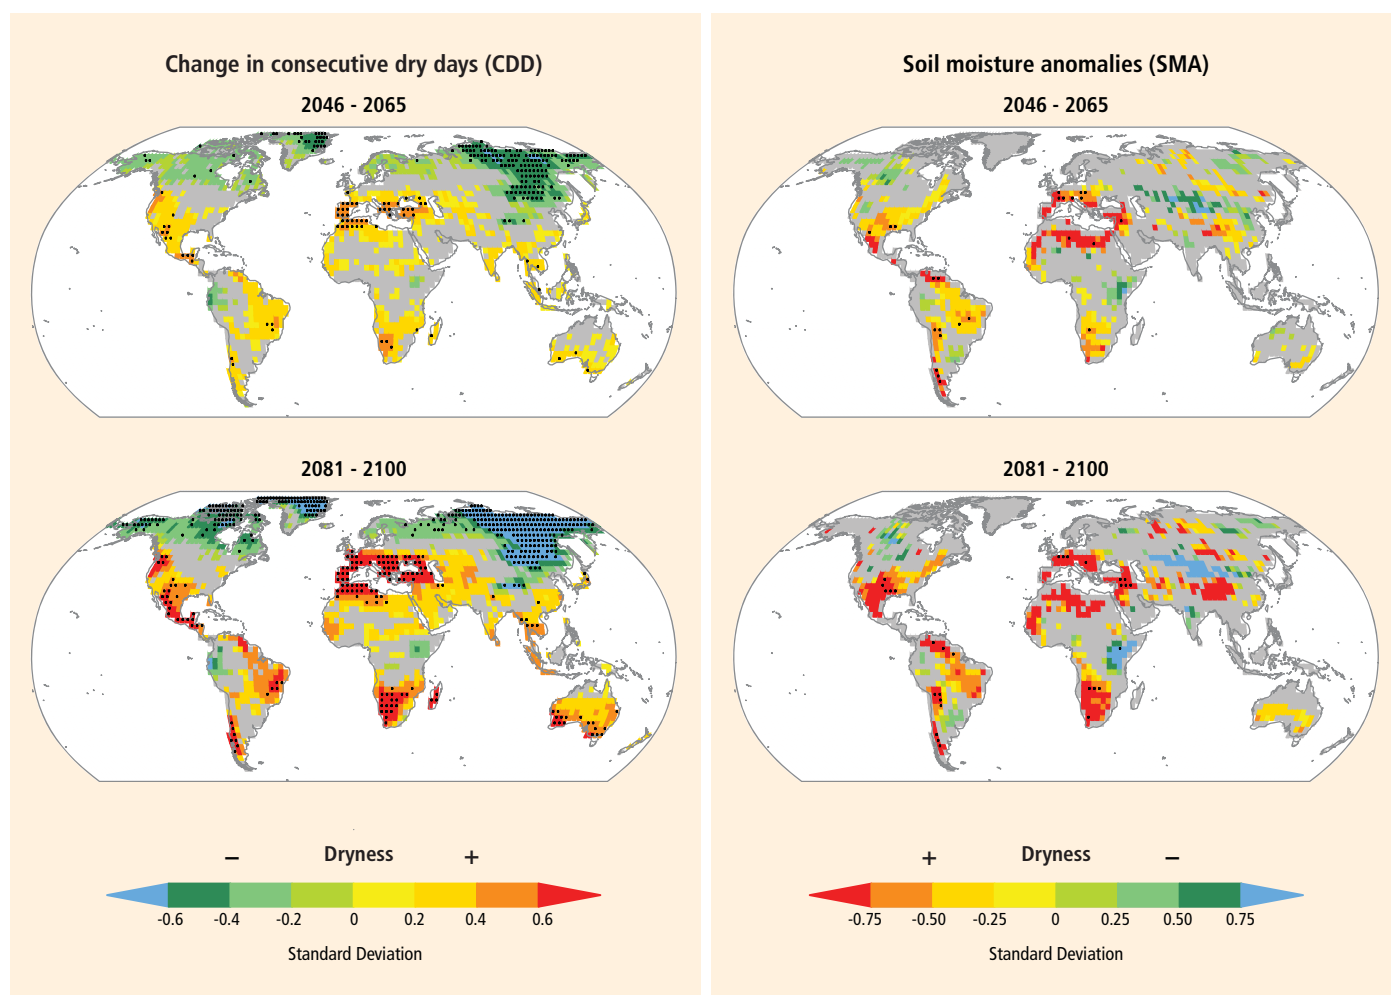 Change in consecutive dry days (CDD)
2046 - 2065
2081 - 2100
– Dryness +
-0.6 -0.4 -0.2 0 0.2 0.4 0.6
Standard Deviation
Soil moisture anomalies (SMA)
2046 - 2065
2081 - 2100
+ Dryness –
-0.75 -0.50 -0.25 0 0.25 0.50 0.75
Standard Deviation